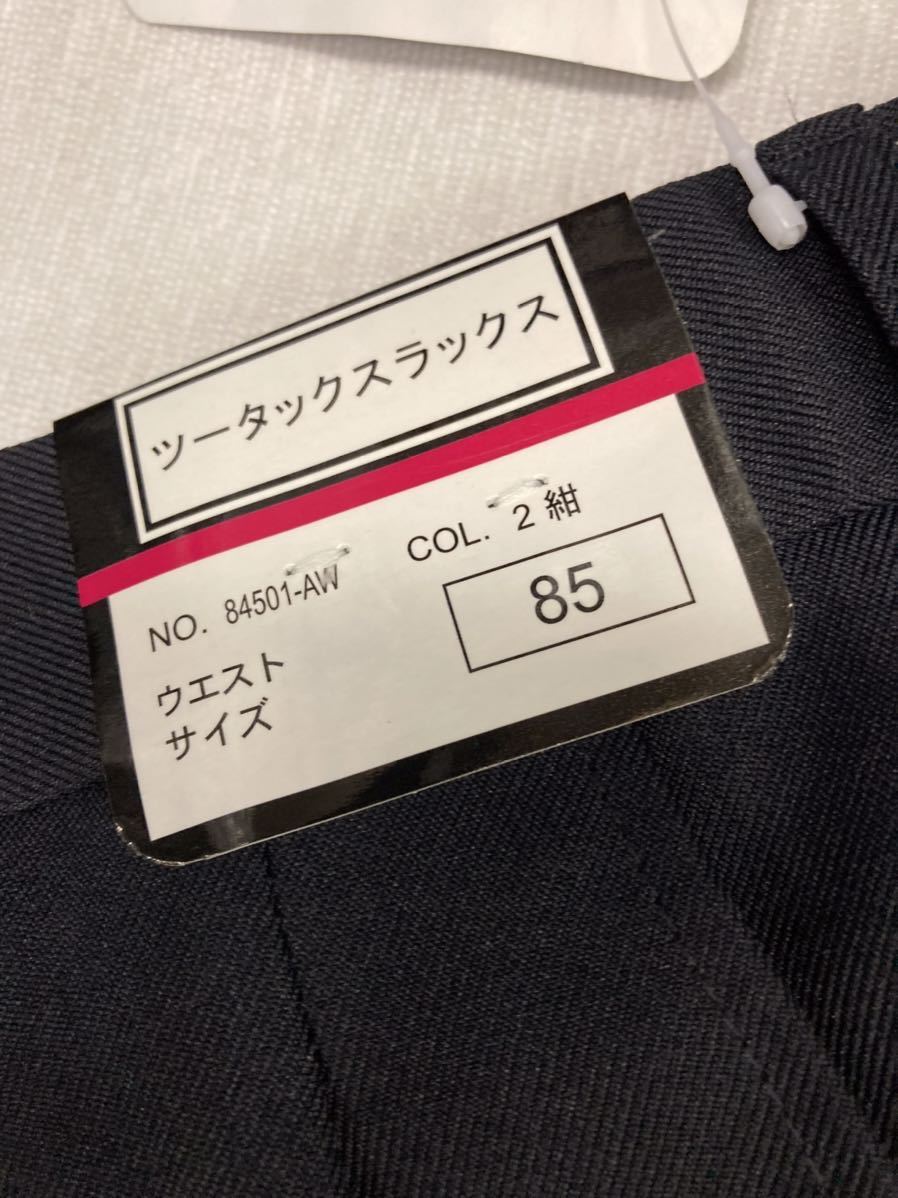 ツータックスラックス
NO. 84501-AW
COL. 2 紺
ウエスト
サイズ
85